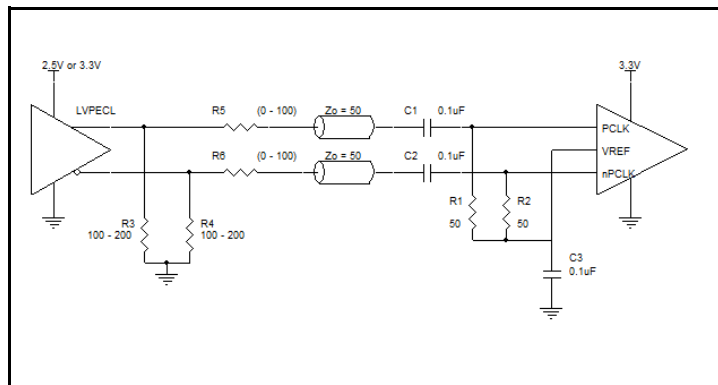 2.5V or 3.3V
3.3V
LVPECL
R5
(0 - 100)
Zo = 50
C1
0.1uF
PCLK
VREF
nPCLK
R6
(0 - 100)
Zo = 50
C2
0.1uF
R1
50
R2
50
R3
100 - 200
R4
100 - 200
C3
0.1uF